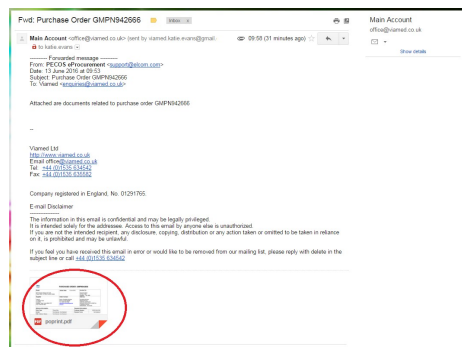 Fwd: Purchase Order GMPN942666
Inbox x
Main Account
office@viamed.co.uk
Show details
Main Account <office@viamed.co.uk> (sent by viamed.evans@gmail.
09:58 (31 minutes ago)
to katie.evans
---------- Forwarded message ----------
From: PECOS eProcurement <support@elcom.com>
Date: 13 June 2016 at 09:53
Subject: Purchase Order GMPN942666
To: Viamed <enquiries@viamed.co.uk>
Attached are documents related to purchase order GMPN942666
--
Viamed Ltd
http://www.viamed.co.uk
Email office@viamed.co.uk
Tel: +44 (0)1535 634542
Fax: +44 (0)1535 635582
Company registered in England, No. 01291765.
E-mail Disclaimer
The information in this email is confidential and may be legally privileged.
It is intended solely for the addressee. Access to this email by anyone else is unauthorized.
If you are not the intended recipient, any disclosure, copying, distribution or any action taken or omitted to be taken in reliance
on it, is prohibited and may be unlawful.
If you feel you have received this email in error or would like to be removed from our mailing list, please reply with delete in the
subject line or call +44 (0)1535 634542
poprint.pdf